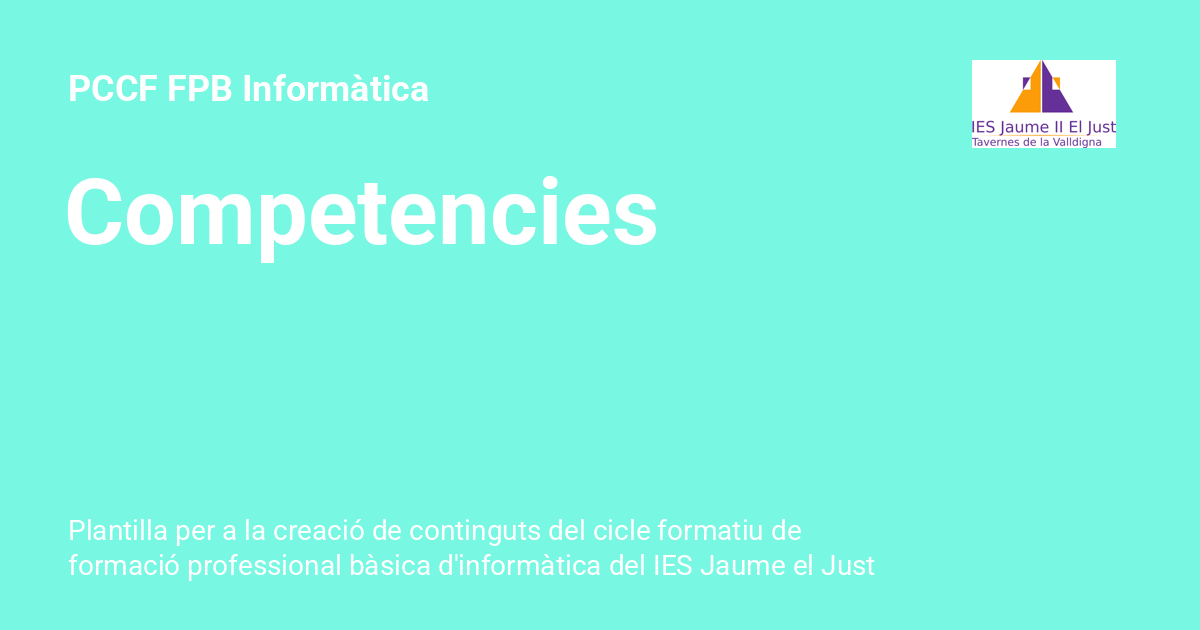 PCCF FPB Informàtica
IES Jaume II El Just
Tavernes de la Valldigna
Competencies
Plantilla per a la creació de continguts del cicle formatiu de
formació professional bàsica d'informàtica del IES Jaume el Just